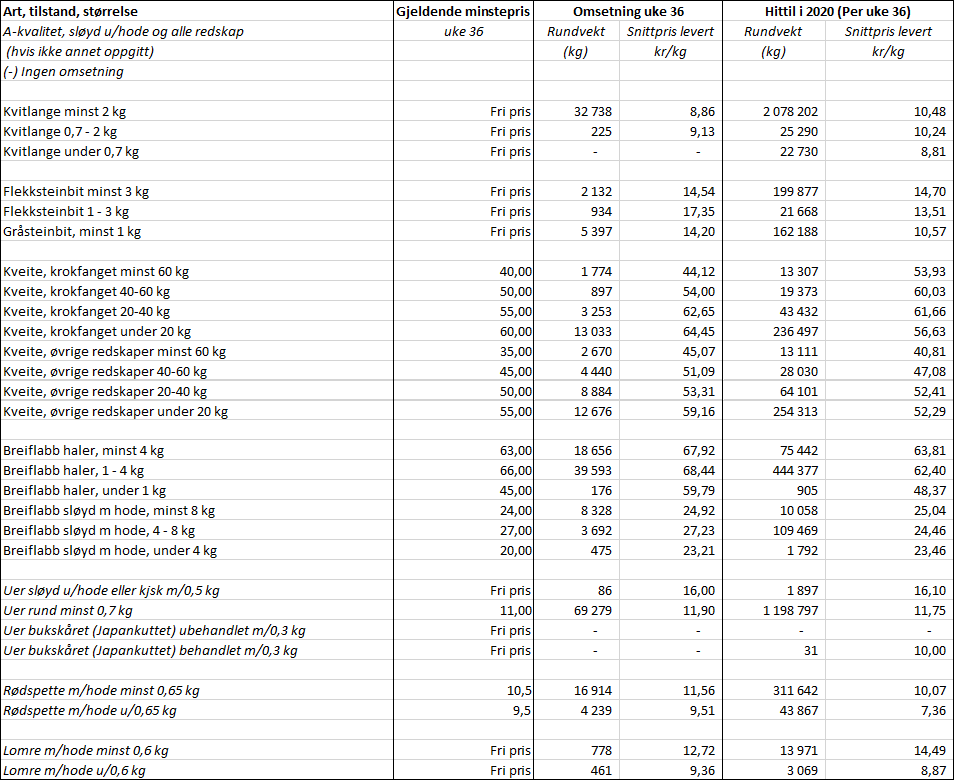 Art, tilstand, størrelse Gjeldende minstepris Omsetning uke 36 Hittil i 2020 (Per uke 36)
A-kvalitet, sløyd u/hode og alle redskap uke 36 Rundvekt Snittpris levert Rundvekt Snittpris levert
(hvis ikke annet oppgitt) (kg) kr/kg (kg) kr/kg
(-) Ingen omsetning
Kvitlange minst 2 kg Fri pris 32 738 8,86 2 078 202 10,48
Kvitlange 0,7 - 2 kg Fri pris 225 9,13 25 290 10,24
Kvitlange under 0,7 kg Fri pris - - 22 730 8,81
Flekksteinbit minst 3 kg Fri pris 2 132 14,54 199 877 14,70
Flekksteinbit 1 - 3 kg Fri pris 934 17,35 21 668 13,51
Gråsteinbit, minst 1 kg Fri pris 5 397 14,20 162 188 10,57
Kveite, krokfanget minst 60 kg 40,00 1 774 44,12 13 307 53,93
Kveite, krokfanget 40-60 kg 50,00 897 54,00 19 373 60,03
Kveite, krokfanget 20-40 kg 55,00 3 253 62,65 43 432 61,66
Kveite, krokfanget under 20 kg 60,00 13 033 64,45 236 497 56,63
Kveite, øvrige redskaper minst 60 kg 35,00 2 670 45,07 13 111 40,81
Kveite, øvrige redskaper 40-60 kg 45,00 4 440 51,09 28 030 47,08
Kveite, øvrige redskaper 20-40 kg 50,00 8 884 53,31 64 101 52,41
Kveite, øvrige redskaper under 20 kg 55,00 12 676 59,16 254 313 52,29
Breiflabb haler, minst 4 kg 63,00 18 656 67,92 75 442 63,81
Breiflabb haler, 1 - 4 kg 66,00 39 593 68,44 444 377 62,40
Breiflabb haler, under 1 kg 45,00 176 59,79 905 48,37
Breiflabb sløyd m hode, minst 8 kg 24,00 8 328 24,92 10 058 25,04
Breiflabb sløyd m hode, 4 - 8 kg 27,00 3 692 27,23 109 469 24,46
Breiflabb sløyd m hode, under 4 kg 20,00 475 23,21 1 792 23,46
Uer sløyd u/hode eller kjsk m/0,5 kg Fri pris 86 16,00 1 897 16,10
Uer rund minst 0,7 kg 11,00 69 279 11,90 1 198 797 11,75
Uer bukskåret (Japankuttet) ubehandlet m/0,3 kg Fri pris - - - -
Uer bukskåret (Japankuttet) behandlet m/0,3 kg Fri pris - - 31 10,00
Rødspette m/hode minst 0,65 kg 10,5 16 914 11,56 311 642 10,07
Rødspette m/hode u/0,65 kg 9,5 4 239 9,51 43 867 7,36
Lomre m/hode minst 0,6 kg Fri pris 778 12,72 13 971 14,49
Lomre m/hode u/0,6 kg Fri pris 461 9,36 3 069 8,87